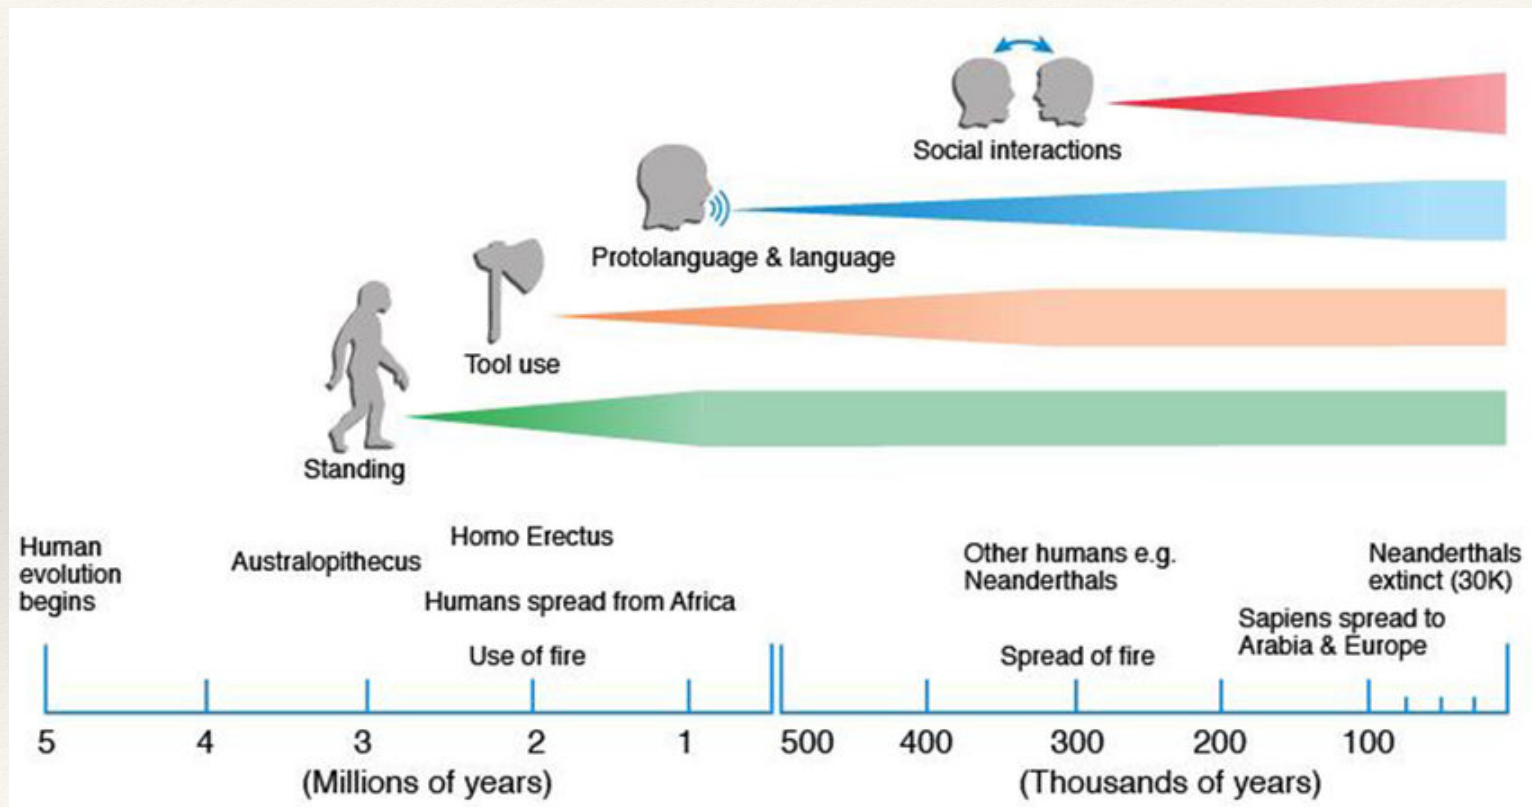 Social interactions
Protolanguage & language
Tool use
Standing
Human
evolution
begins
Australopithecus
Homo Erectus
Humans spread from Africa
Use of fire
Other humans e.g.
Neanderthals
Spread of fire
Sapiens spread to
Arabia & Europe
Neanderthals
extinct (30K)
5 4 3 2 1 500 400 300 200 100
(Millions of years) (Thousands of years)